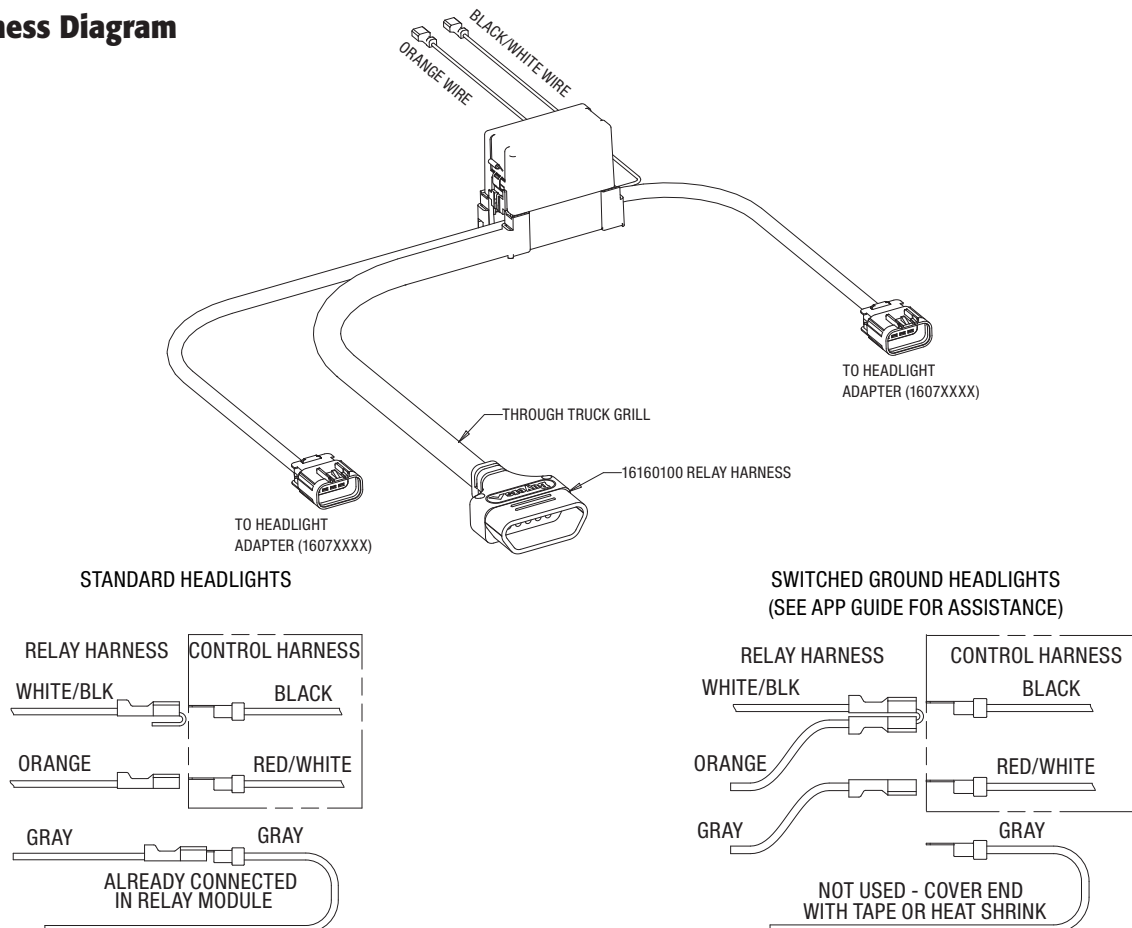 ness Diagram
BLACK/WHITE WIRE
ORANGE WIRE
TO HEADLIGHT
ADAPTER (1607XXXX)
THROUGH TRUCK GRILL
16160100 RELAY HARNESS
TO HEADLIGHT
ADAPTER (1607XXXX)
STANDARD HEADLIGHTS
RELAY HARNESS
CONTROL HARNESS
WHITE/BLK
BLACK
ORANGE
RED/WHITE
GRAY
GRAY
ALREADY CONNECTED
IN RELAY MODULE
SWITCHED GROUND HEADLIGHTS
(SEE APP GUIDE FOR ASSISTANCE)
RELAY HARNESS
CONTROL HARNESS
WHITE/BLK
BLACK
ORANGE
RED/WHITE
GRAY
GRAY
NOT USED - COVER END
WITH TAPE OR HEAT SHRINK